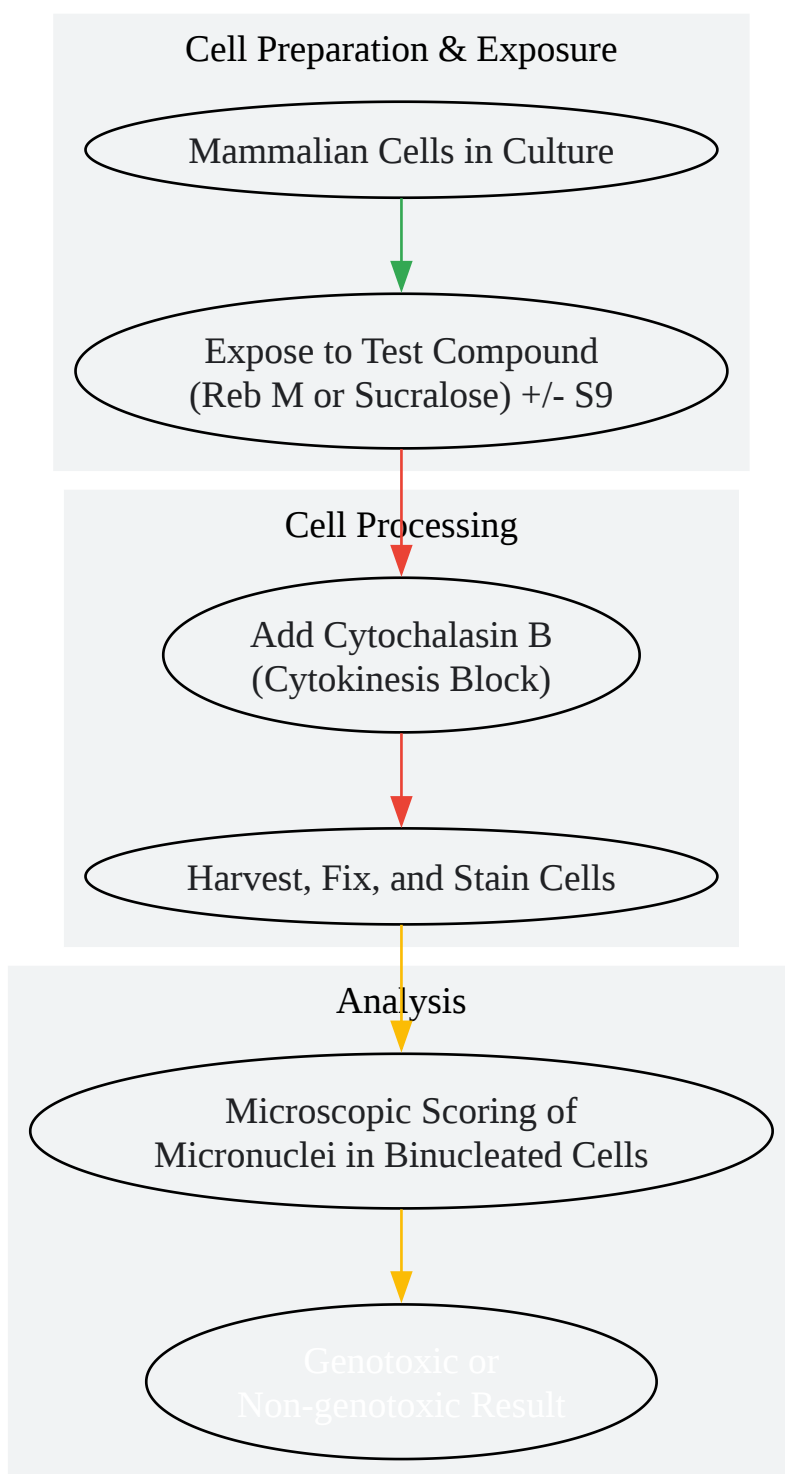 Cell Preparation & Exposure
Mammalian Cells in Culture
Expose to Test Compound
(Reb M or Sucralose) +/- S9
Cell Processing
Add Cytochalasin B
(Cytokinesis Block)
Harvest, Fix, and Stain Cells
Analysis
Microscopic Scoring of
Micronuclei in Binucleated Cells
Genotoxic or
Non-genotoxic Result